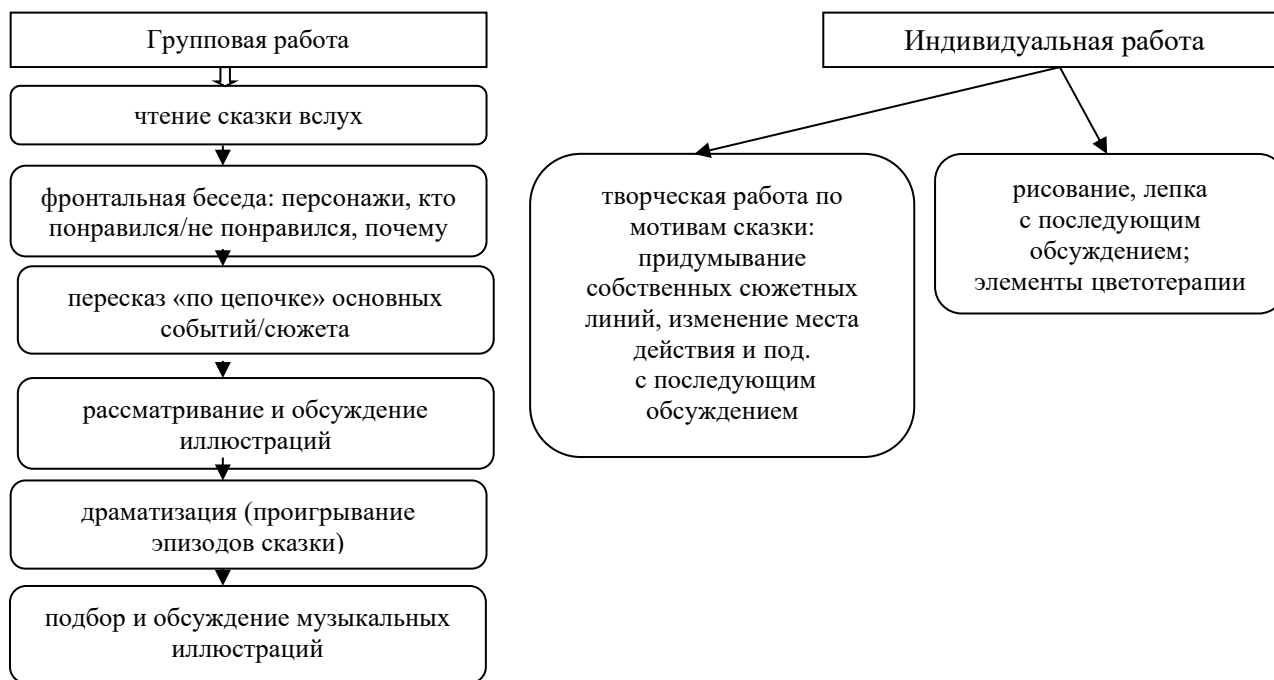 Групповая работа
чтение сказки вслух
фронтальная беседа: персонажи, кто
понравился/не понравился, почему
пересказ «по цепочке» основных
событий/сюжета
рассматривание и обсуждение
иллюстраций
драматизация (проигрывание
эпизодов сказки)
подбор и обсуждение музыкальных
иллюстраций
Индивидуальная работа
творческая работа по
мотивам сказки:
придумывание
собственных сюжетных
линий, изменение места
действия и под.
с последующим
обсуждением
рисование, лепка
с последующим
обсуждением;
элементы цветотерапии